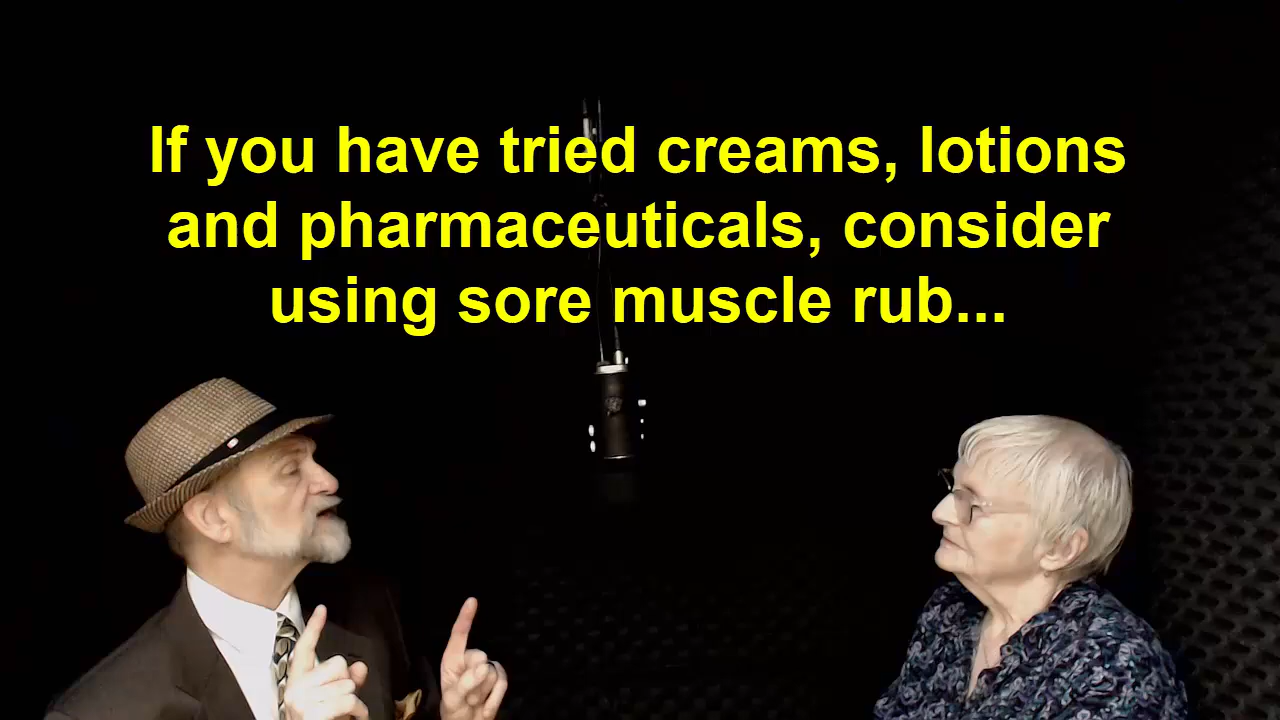 If you have tried creams, lotions
and pharmaceuticals, consider
using sore muscle rub...